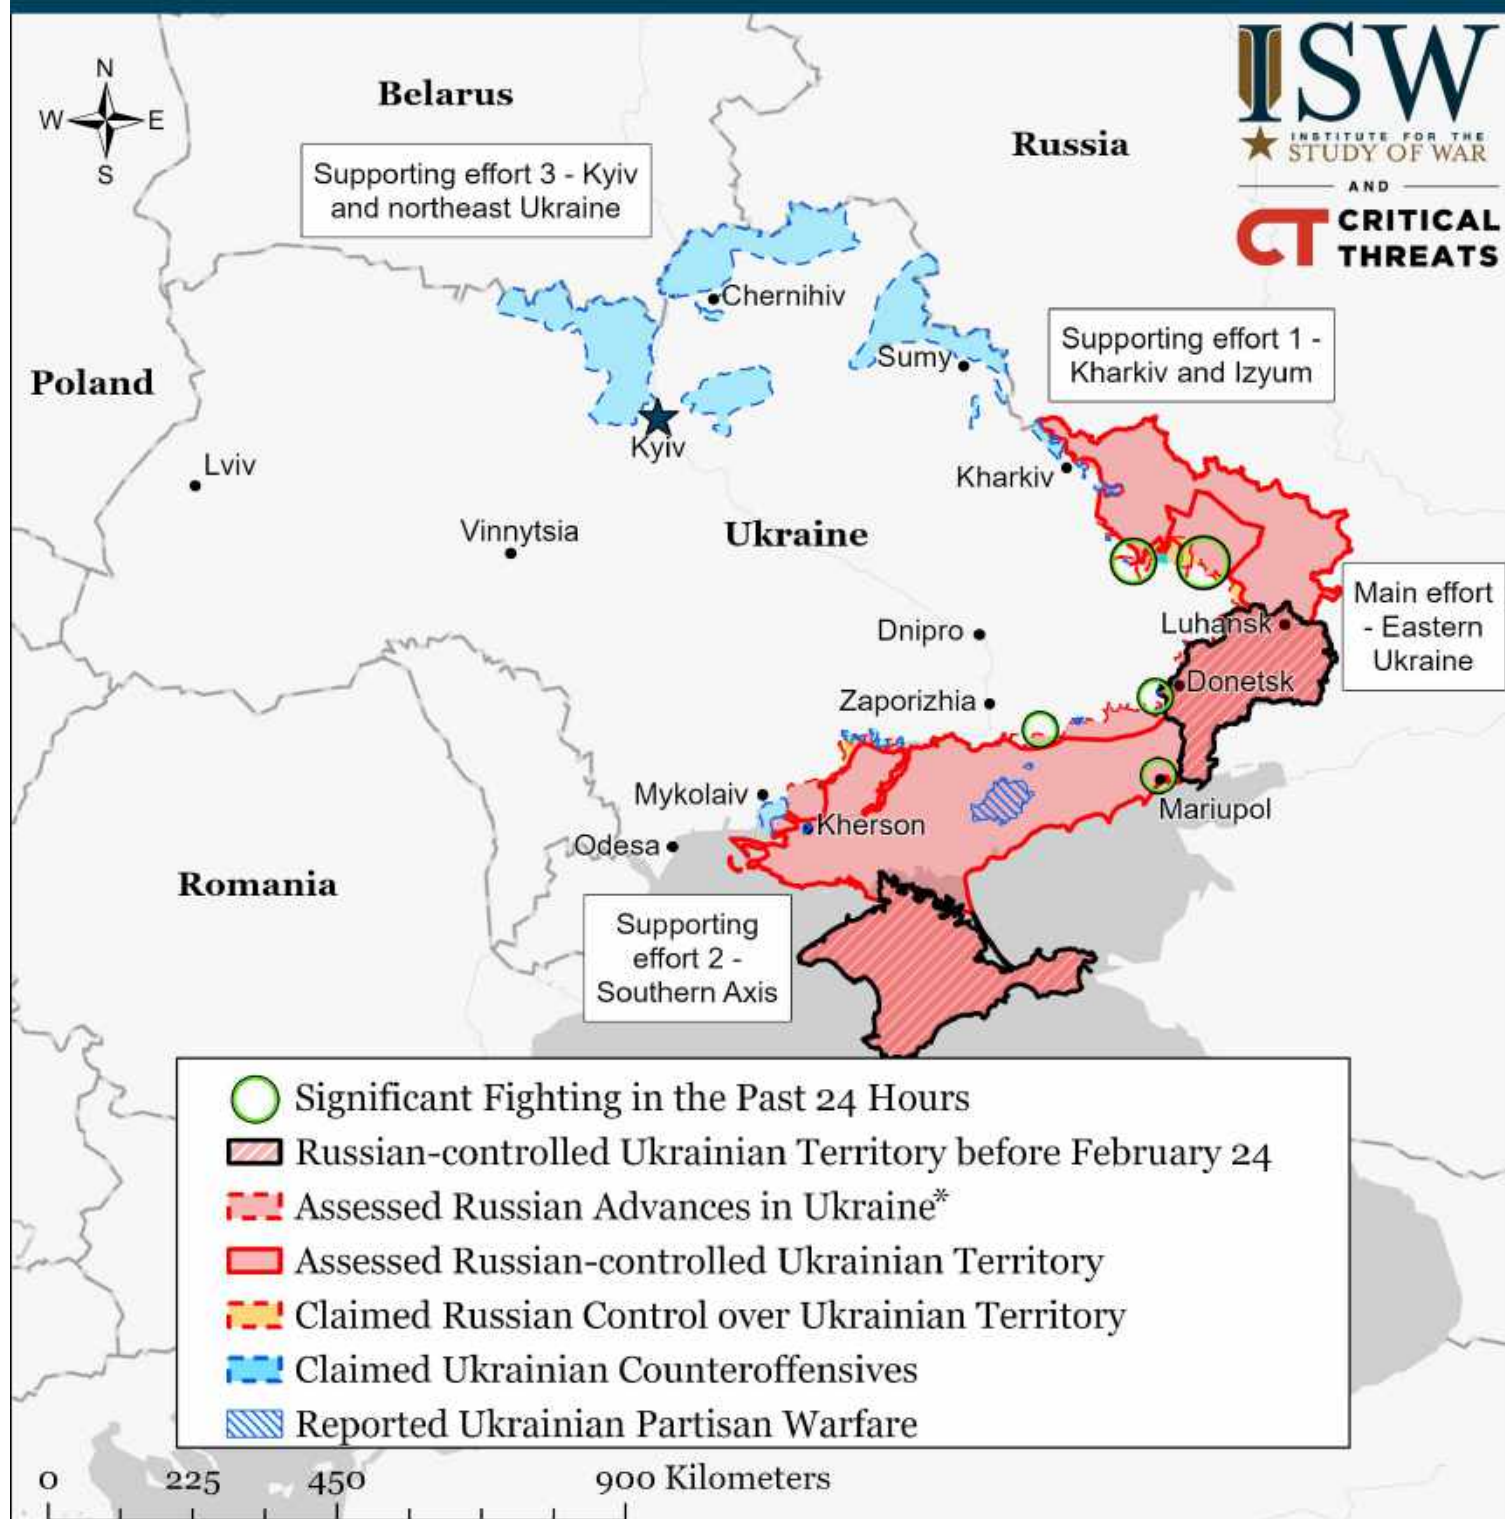 N
W E
S
Belarus
Russia
ISW
INSTITUTE FOR THE
STUDY OF WAR
AND
CT CRITICAL
THREATS
Supporting effort 3 - Kyiv
and northeast Ukraine
Chernihiv
Supporting effort 1 -
Kharkiv and Izyum
Sumy
Poland
Kyiv
Lviv
Kharkiv
Vinnytsia
Ukraine
Main effort
- Eastern
Ukraine
Luhansk
Dnipro
Donetsk
Zaporizhia
Mykolaiv
Mariupol
Kherson
Odesa
Romania
Supporting
effort 2 -
Southern Axis
Significant Fighting in the Past 24 Hours
Russian-controlled Ukrainian Territory before February 24
Assessed Russian Advances in Ukraine*
Assessed Russian-controlled Ukrainian Territory
Claimed Russian Control over Ukrainian Territory
Claimed Ukrainian Counteroffensives
Reported Ukrainian Partisan Warfare
0 225 450 900 Kilometers